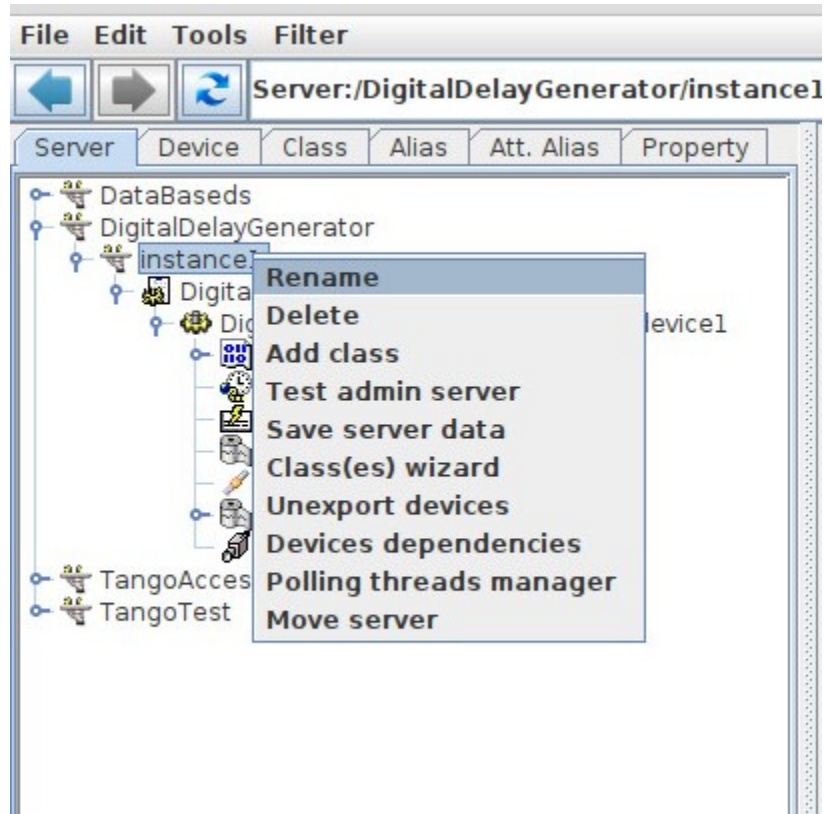 File Edit Tools Filter
Server:/DigitalDelayGenerator/instance1
Server Device Class Alias Att. Alias Property
DataBaseds
DigitalDelayGenerator
instance1
Rename
Delete
Add class
Test admin server
Save server data
Class(es) wizard
Unexport devices
Devices dependencies
Polling threads manager
Move server
TangoTest